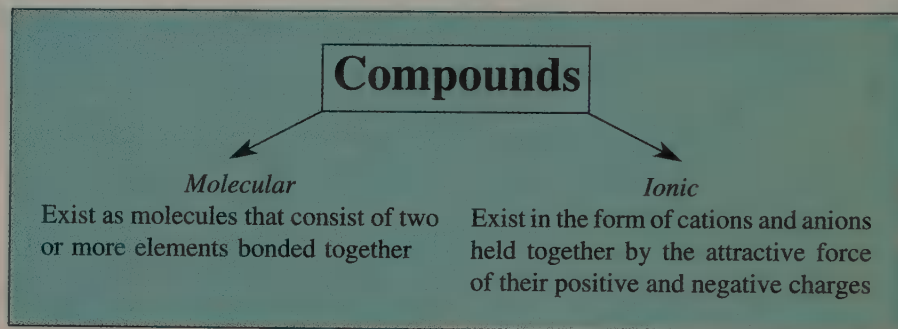 Compounds
Molecular
Exist as molecules that consist of two
or more elements bonded together
Ionic
Exist in the form of cations and anions
held together by the attractive force
of their positive and negative charges